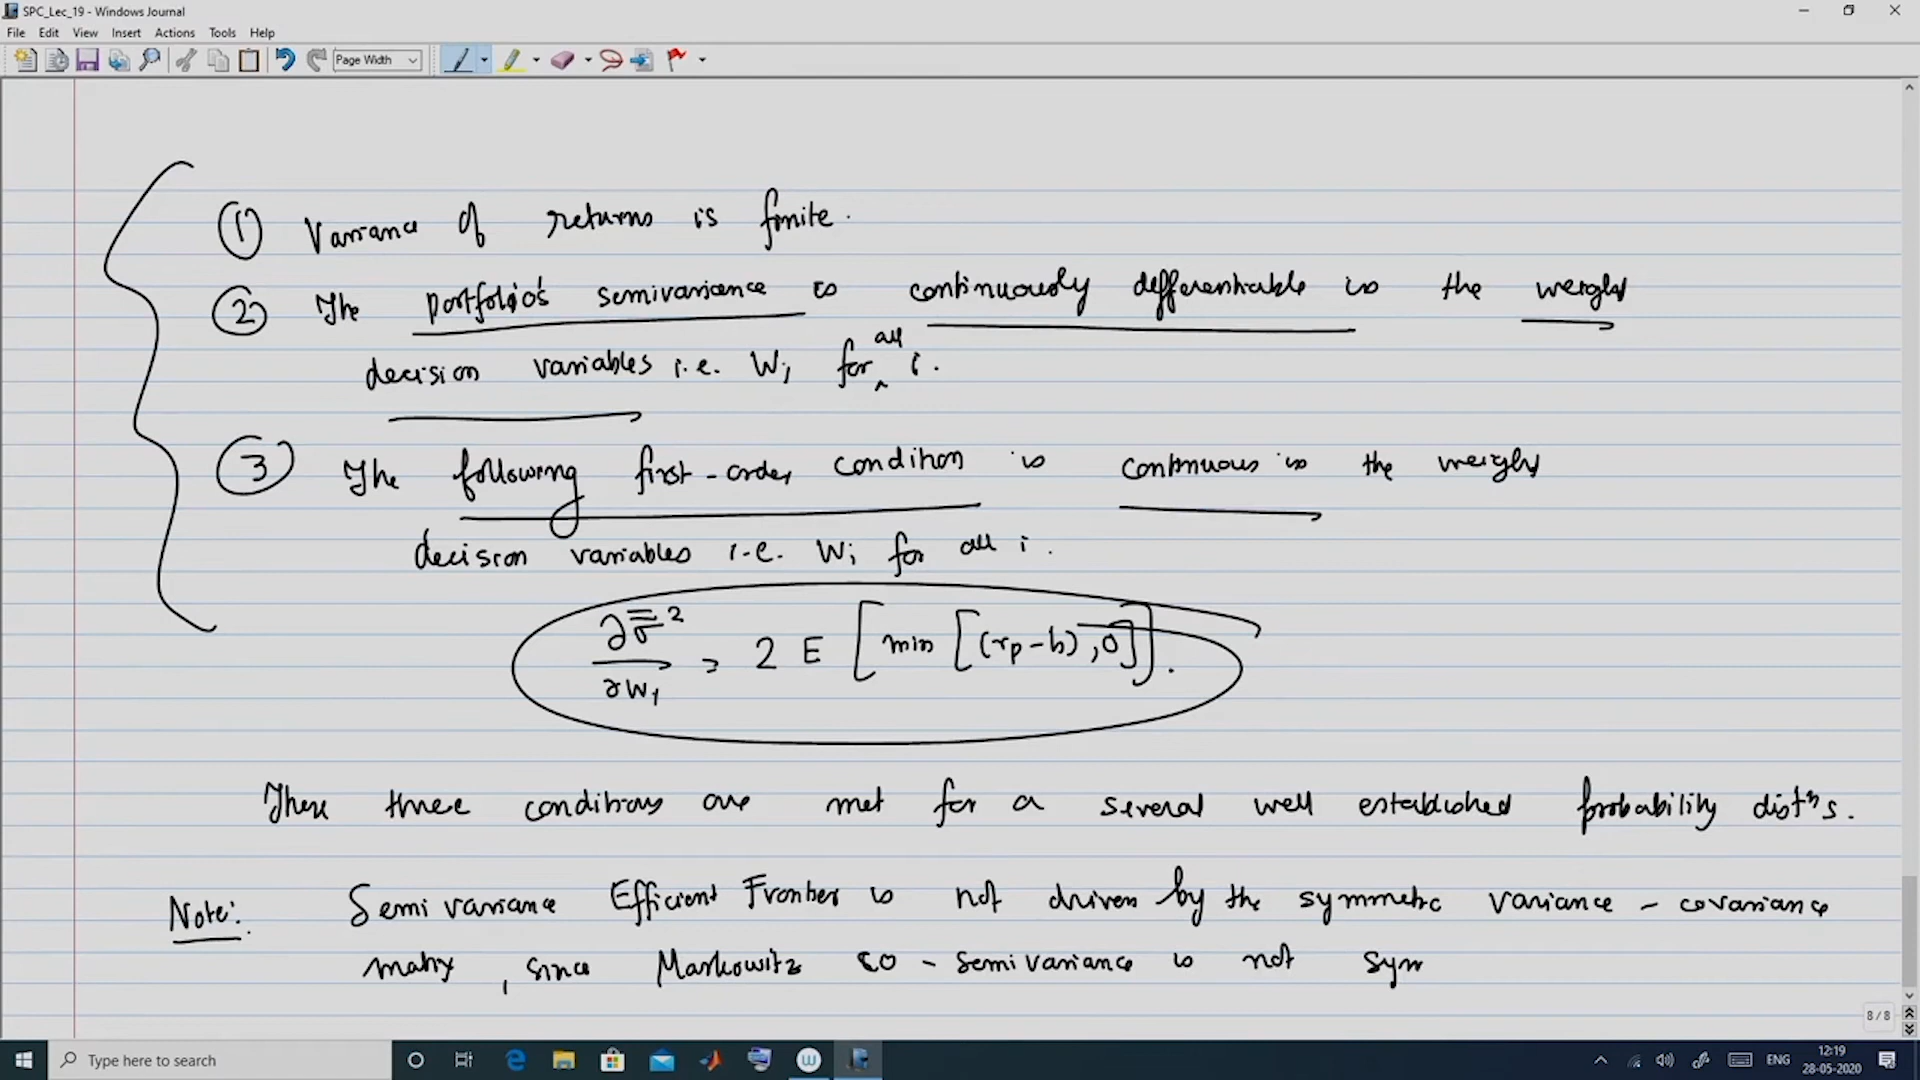 SPC_Lec_19 - Windows Journal
File Edit View Insert Actions Tools Help
Page Width
① Variance of returns is finite.
② The portfolio's semivariance is continuously differentiable in the weight
decision variables i.e. Wi for all i.
③ The following first-order condition is continuous in the weight
decision variables i.e. Wi for all i.
∂σ̿²/∂W₁ = 2 E [min [(rp-b),0]].
These three conditions are met for a several well established probability distⁿs.
Note: Semi variance Efficient Frontier is not driven by the symmetric variance - covariance
matrix, since Markowitz co - semivariance is not sym
8 / 8
Type here to search
ENG
12:19
28-05-2020